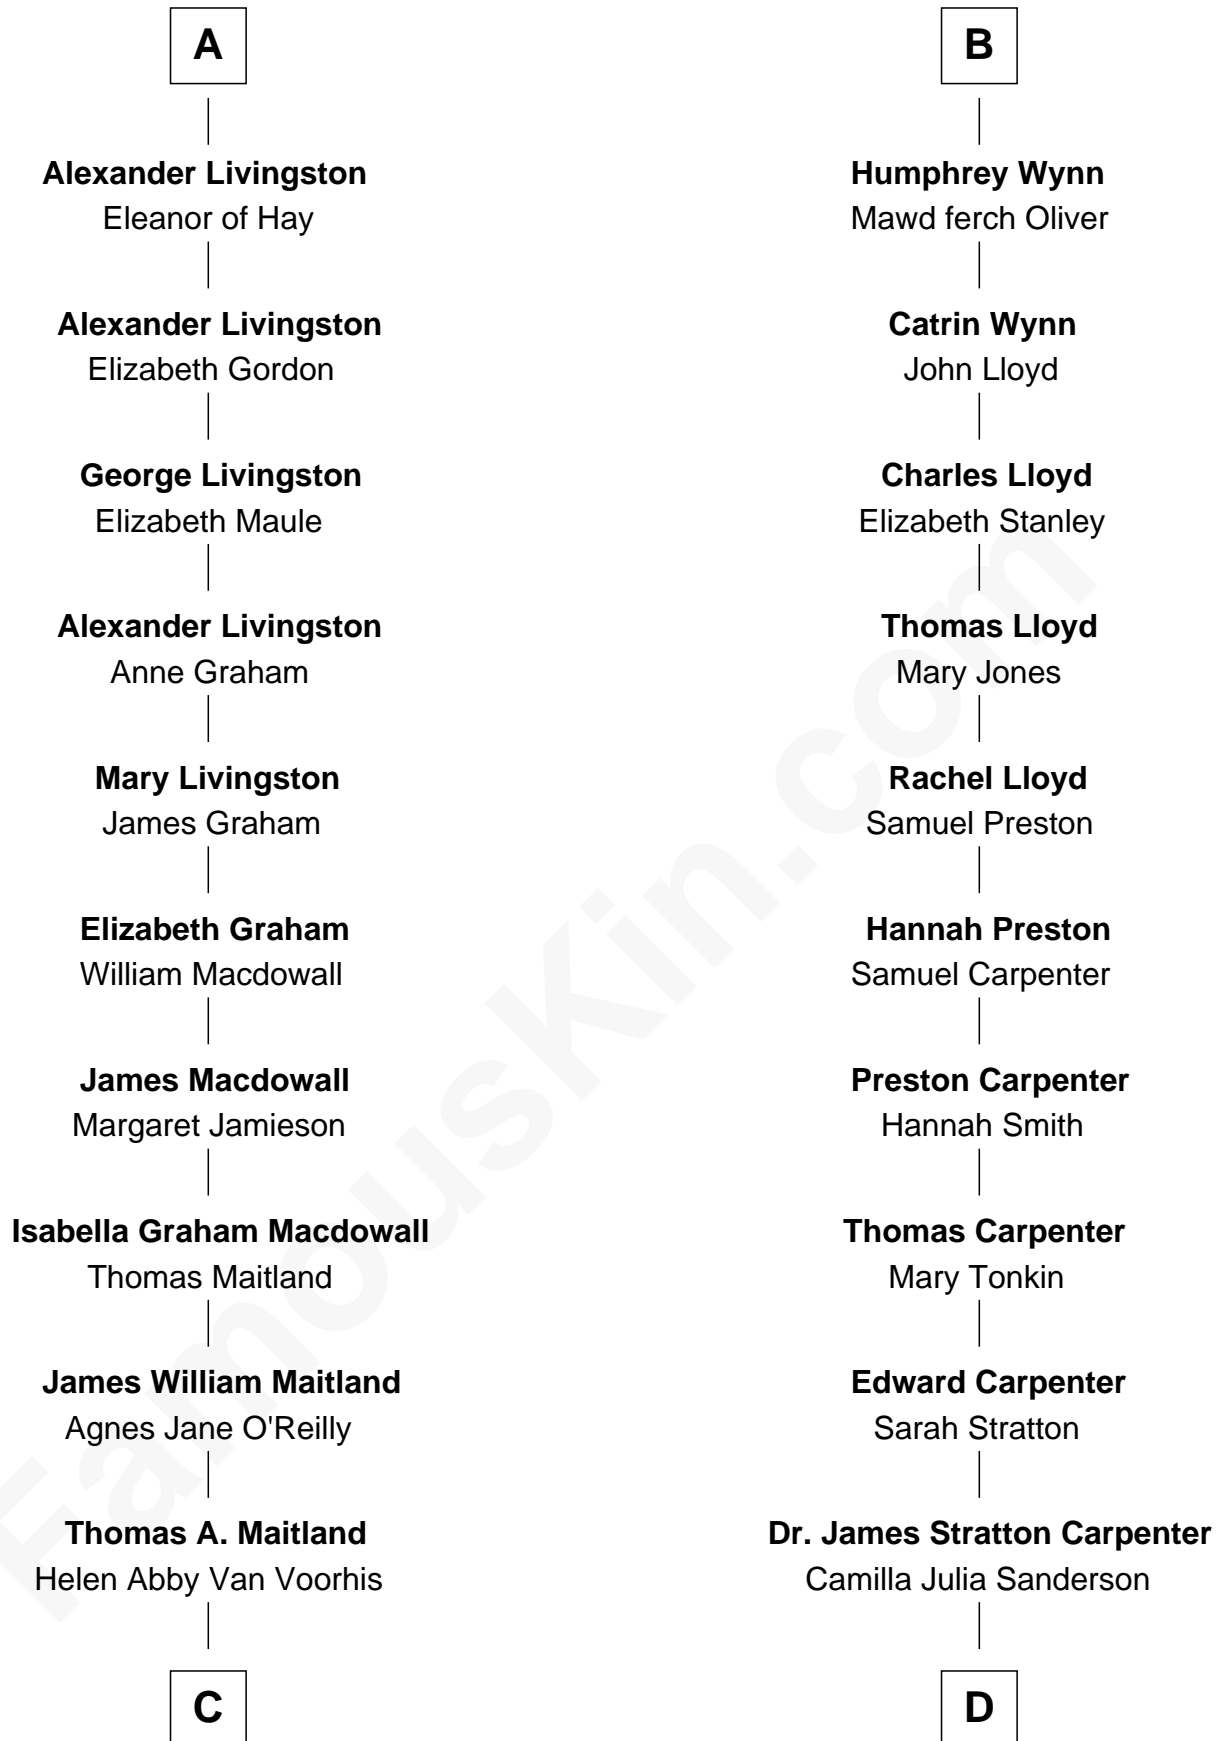 A
Alexander Livingston
Eleanor of Hay
Alexander Livingston
Elizabeth Gordon
George Livingston
Elizabeth Maule
Alexander Livingston
Anne Graham
Mary Livingston
James Graham
Elizabeth Graham
William Macdowall
James Macdowall
Margaret Jamieson
Isabella Graham Macdowall
Thomas Maitland
James William Maitland
Agnes Jane O'Reilly
Thomas A. Maitland
Helen Abby Van Voorhis
C
B
Humphrey Wynn
Mawd ferch Oliver
Catrin Wynn
John Lloyd
Charles Lloyd
Elizabeth Stanley
Thomas Lloyd
Mary Jones
Rachel Lloyd
Samuel Preston
Hannah Preston
Samuel Carpenter
Preston Carpenter
Hannah Smith
Thomas Carpenter
Mary Tonkin
Edward Carpenter
Sarah Stratton
Dr. James Stratton Carpenter
Camilla Julia Sanderson
D
FamousKin.com